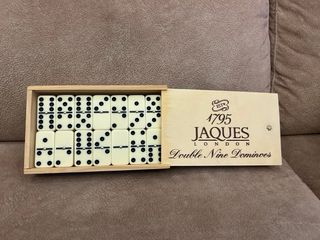 1795
JAQUES
LONDON
Double Nine Dominoes